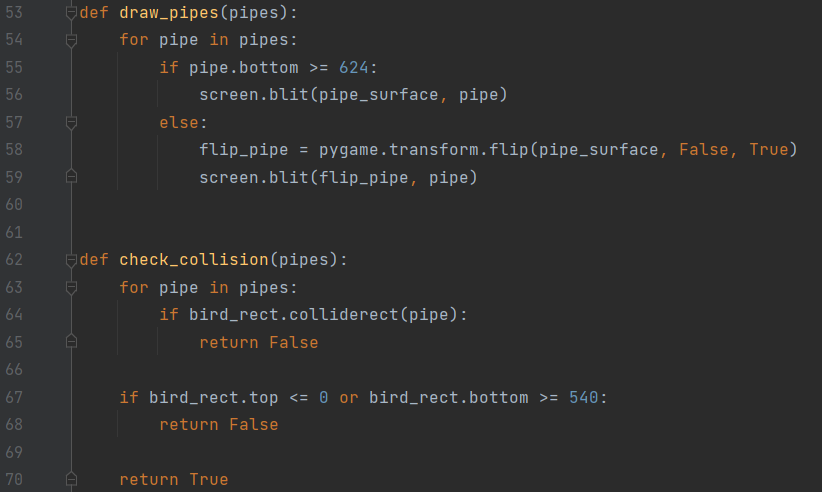 53 def draw_pipes(pipes):
54     for pipe in pipes:
55         if pipe.bottom >= 624:
56             screen.blit(pipe_surface, pipe)
57         else:
58             flip_pipe = pygame.transform.flip(pipe_surface, False, True)
59             screen.blit(flip_pipe, pipe)
60
61
62 def check_collision(pipes):
63     for pipe in pipes:
64         if bird_rect.colliderect(pipe):
65             return False
66
67     if bird_rect.top <= 0 or bird_rect.bottom >= 540:
68         return False
69
70     return True